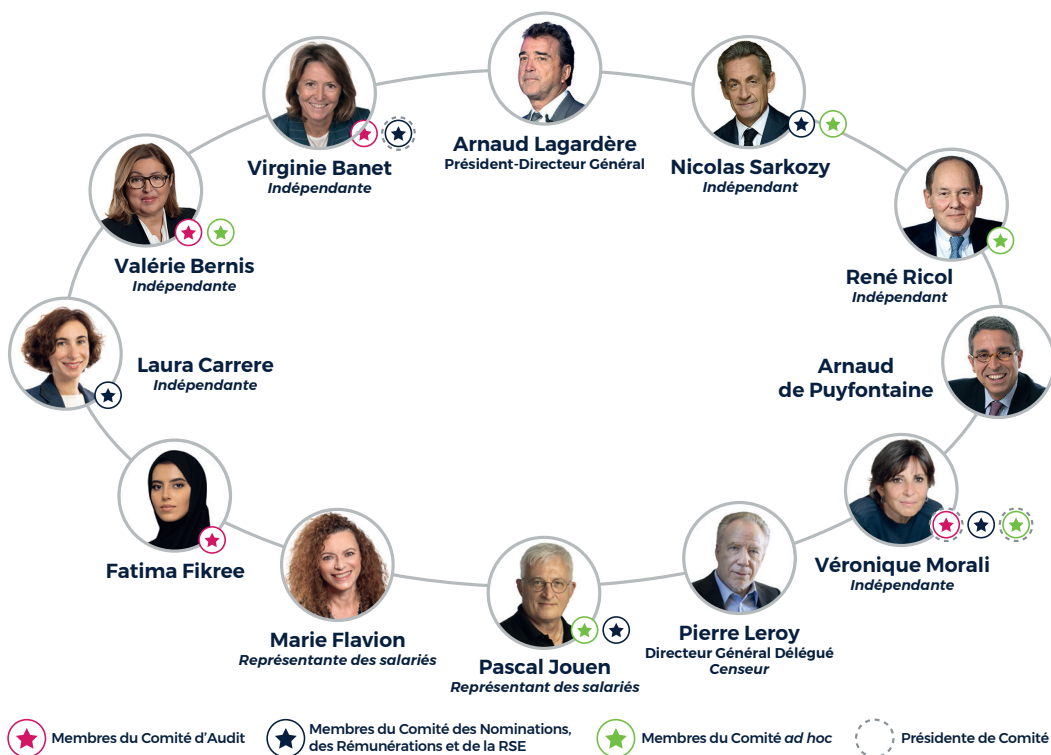 Arnaud Lagardère
Président-Directeur Général
Virginie Banet
Indépendante
Nicolas Sarkozy
Indépendant
Valérie Bernis
Indépendante
René Ricol
Indépendant
Laura Carrere
Indépendante
Arnaud
de Puyfontaine
Fatima Fikree
Véronique Morali
Indépendante
Marie Flavion
Représentante des salariés
Pascal Jouen
Représentant des salariés
Pierre Leroy
Directeur Général Délégué
Censeur
Membres du Comité d'Audit
Membres du Comité des Nominations,
des Rémunérations et de la RSE
Membres du Comité ad hoc
Présidente de Comité